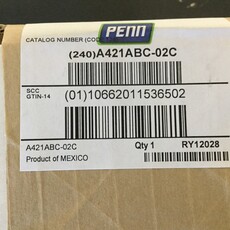 PENN
CATALOG NUMBER (COD
(240)A421ABC-02C
SCC
GTIN-14
(01)10662011536502
A421ABC-02C
Qty 1
RY12028
Product of MEXICO